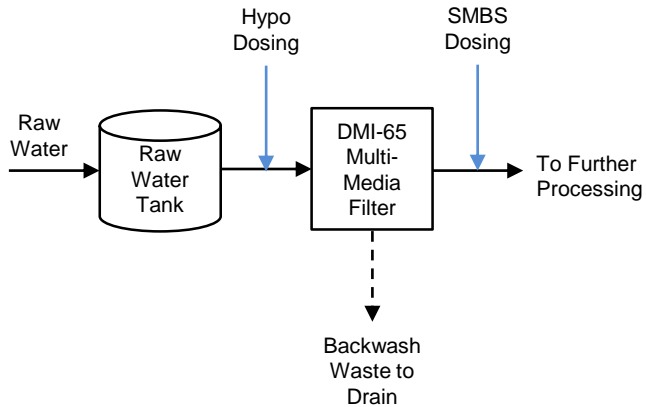 Hypo
Dosing
SMBS
Dosing
Raw
Water
Raw
Water
Tank
DMI-65
Multi-
Media
Filter
To Further
Processing
Backwash
Waste to
Drain